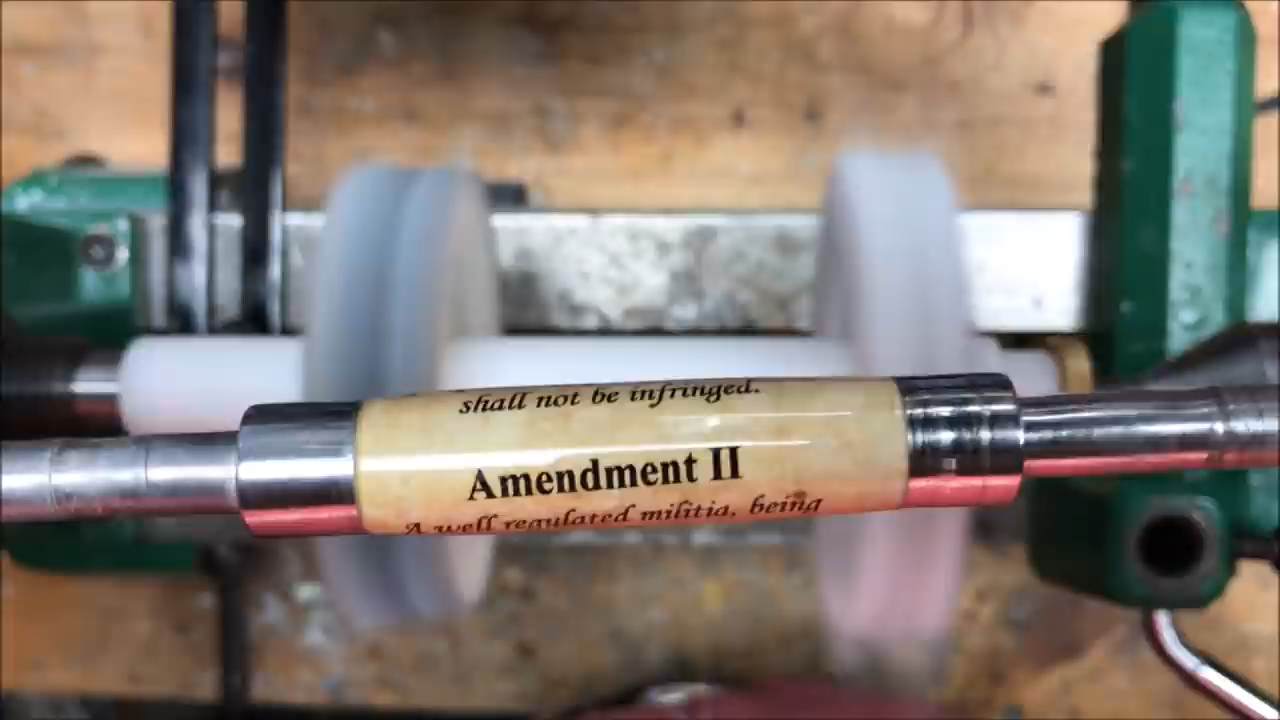 shall not be infringed.
Amendment II
A well regulated militia, being